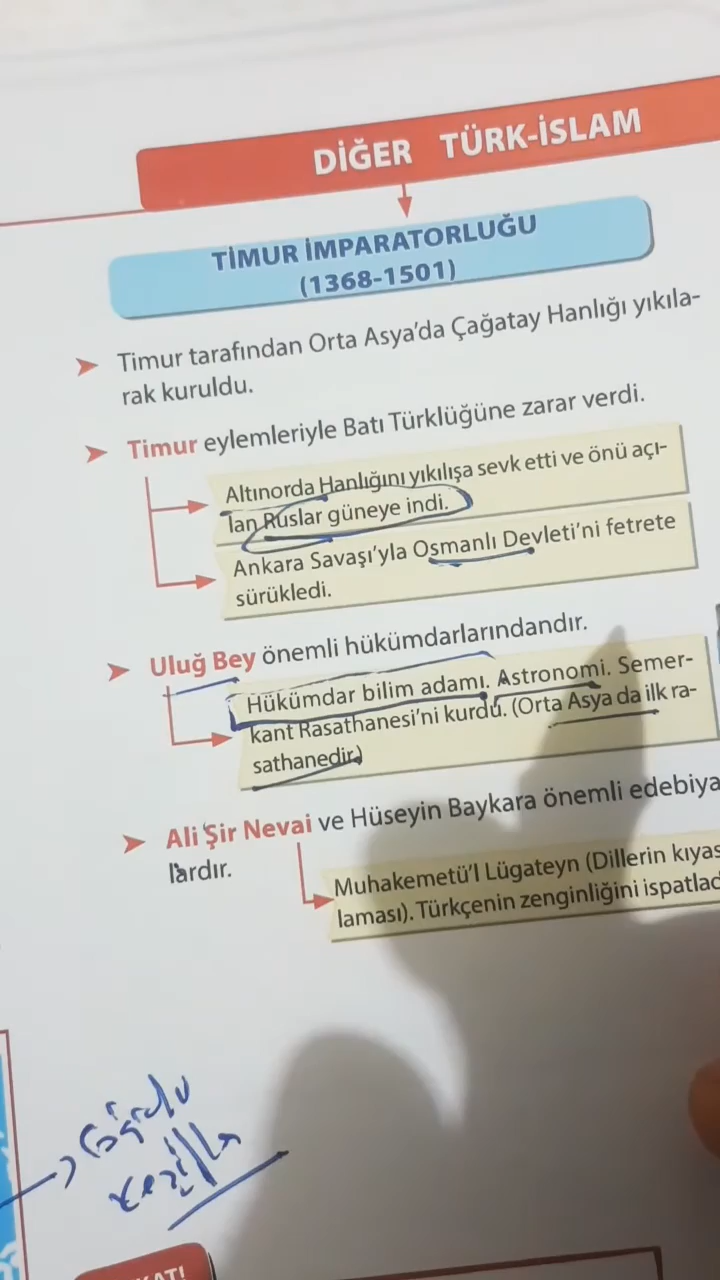 DİĞER TÜRK-İSLAM
TİMUR İMPARATORLUĞU
(1368-1501)
Timur tarafından Orta Asya'da Çağatay Hanlığı yıkıla-
rak kuruldu.
Timur eylemleriyle Batı Türklüğüne zarar verdi.
Altınorda Hanlığını yıkılışa sevk etti ve önü açı-
lan Ruslar güneye indi.
Ankara Savaşı'yla Osmanlı Devleti'ni fetrete
sürükledi.
Uluğ Bey önemli hükümdarlarındandır.
Hükümdar bilim adamı. Astronomi. Semer-
kant Rasathanesi'ni kurdu. (Orta Asya da ilk ra-
sathanedir.)
Ali Şir Nevai ve Hüseyin Baykara önemli edebiya
lardır.
Muhakemetü'l Lügateyn (Dillerin kıyas
laması). Türkçenin zenginliğini ispatlad
KAT!